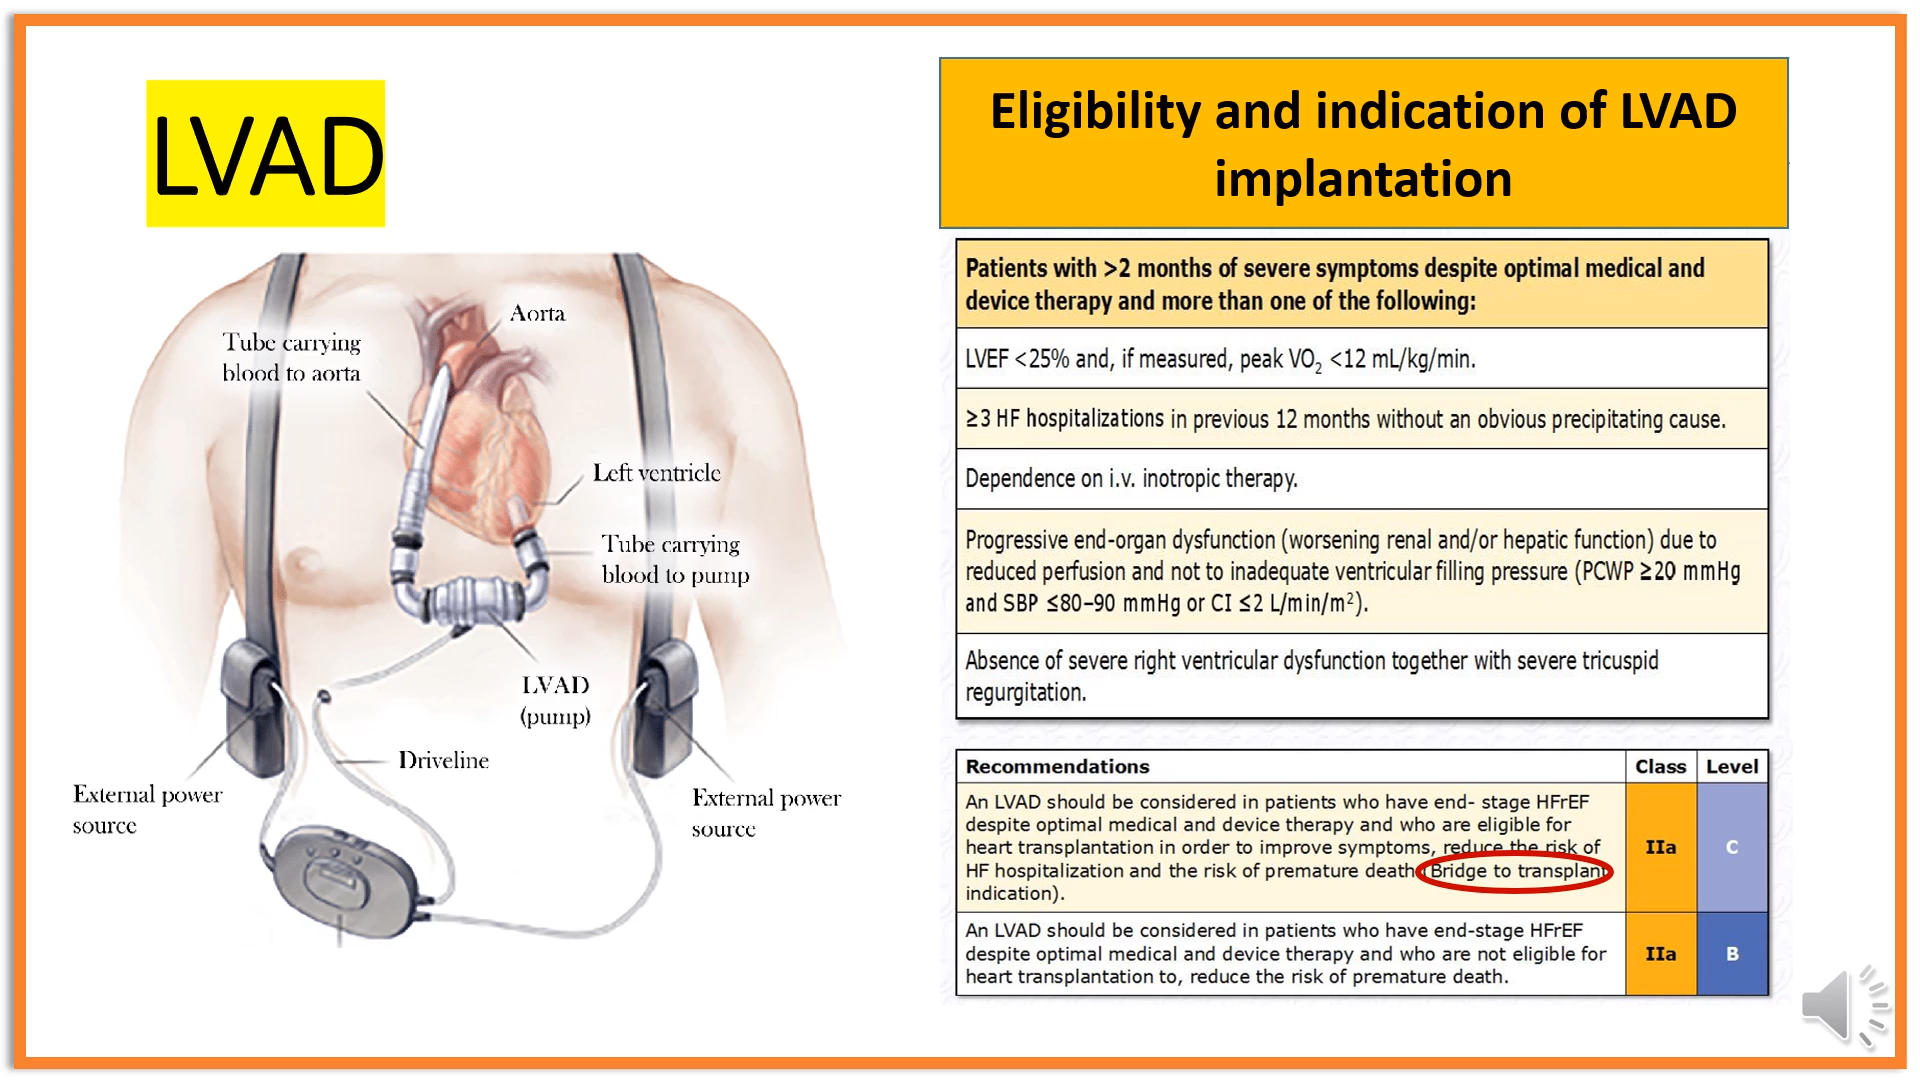 LVAD
Eligibility and indication of LVAD
implantation
Aorta
Tube carrying
blood to aorta
Left ventricle
Tube carrying
blood to pump
LVAD
(pump)
Driveline
External power
source
External power
source
Patients with >2 months of severe symptoms despite optimal medical and
device therapy and more than one of the following:
LVEF <25% and, if measured, peak VO₂ <12 mL/kg/min.
≥3 HF hospitalizations in previous 12 months without an obvious precipitating cause.
Dependence on i.v. inotropic therapy.
Progressive end-organ dysfunction (worsening renal and/or hepatic function) due to
reduced perfusion and not to inadequate ventricular filling pressure (PCWP ≥20 mmHg
and SBP ≤80–90 mmHg or CI ≤2 L/min/m²).
Absence of severe right ventricular dysfunction together with severe tricuspid
regurgitation.
Recommendations Class Level
An LVAD should be considered in patients who have end- stage HFrEF
despite optimal medical and device therapy and who are eligible for
heart transplantation in order to improve symptoms, reduce the risk of
HF hospitalization and the risk of premature death (Bridge to transplant
indication).
IIa C
An LVAD should be considered in patients who have end-stage HFrEF
despite optimal medical and device therapy and who are not eligible for
heart transplantation to, reduce the risk of premature death.
IIa B